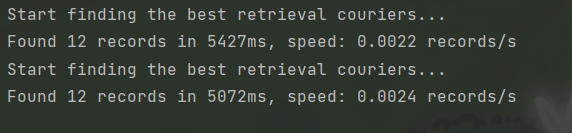 Start finding the best retrieval couriers...
Found 12 records in 5427ms, speed: 0.0022 records/s
Start finding the best retrieval couriers...
Found 12 records in 5072ms, speed: 0.0024 records/s